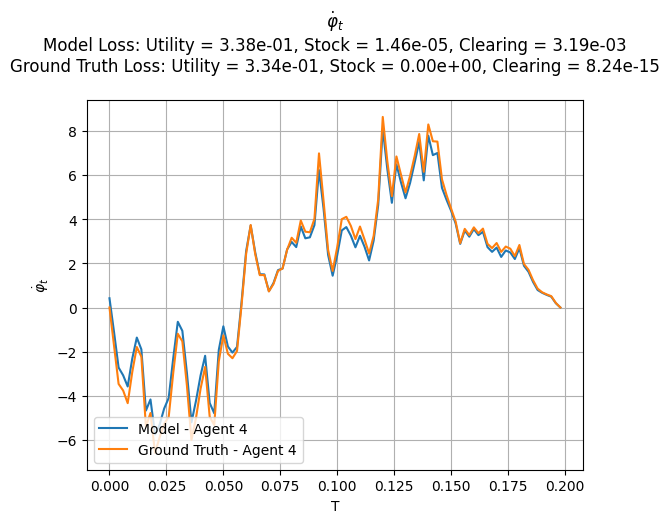 φ̇ₜ
Model Loss: Utility = 3.38e-01, Stock = 1.46e-05, Clearing = 3.19e-03
Ground Truth Loss: Utility = 3.34e-01, Stock = 0.00e+00, Clearing = 8.24e-15
8
6
4
2
0
−2
−4
−6
φ̇ₜ
Model - Agent 4
Ground Truth - Agent 4
0.000 0.025 0.050 0.075 0.100 0.125 0.150 0.175 0.200
T